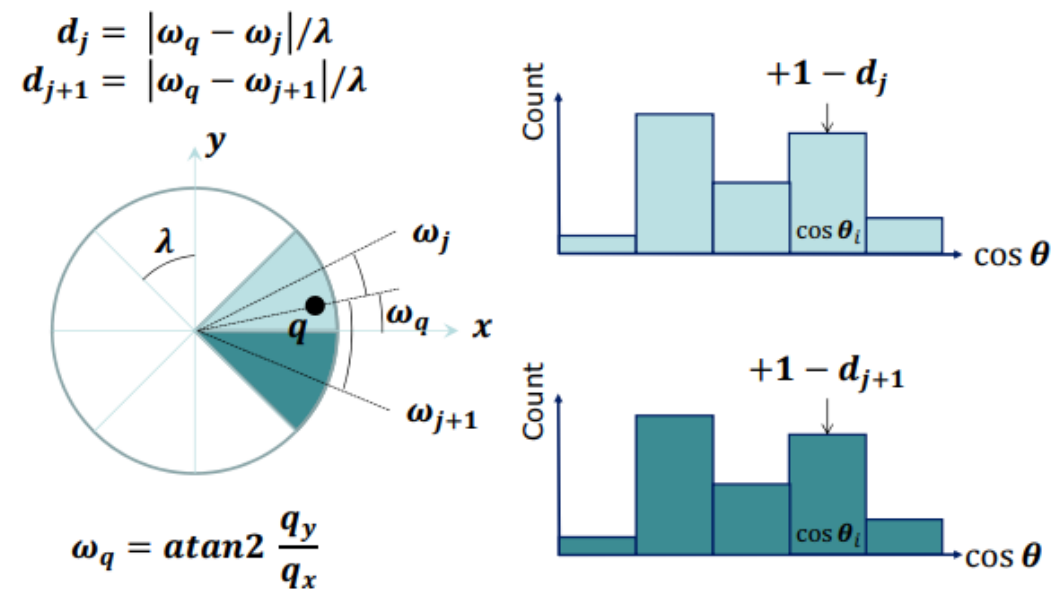 d_j = |ω_q − ω_j|/λ
d_{j+1} = |ω_q − ω_{j+1}|/λ
y
λ
ω_j
q
ω_q
x
ω_{j+1}
ω_q = atan2 q_y/q_x
+1 − d_j
Count
cos θ_i
cos θ
+1 − d_{j+1}
Count
cos θ_i
cos θ